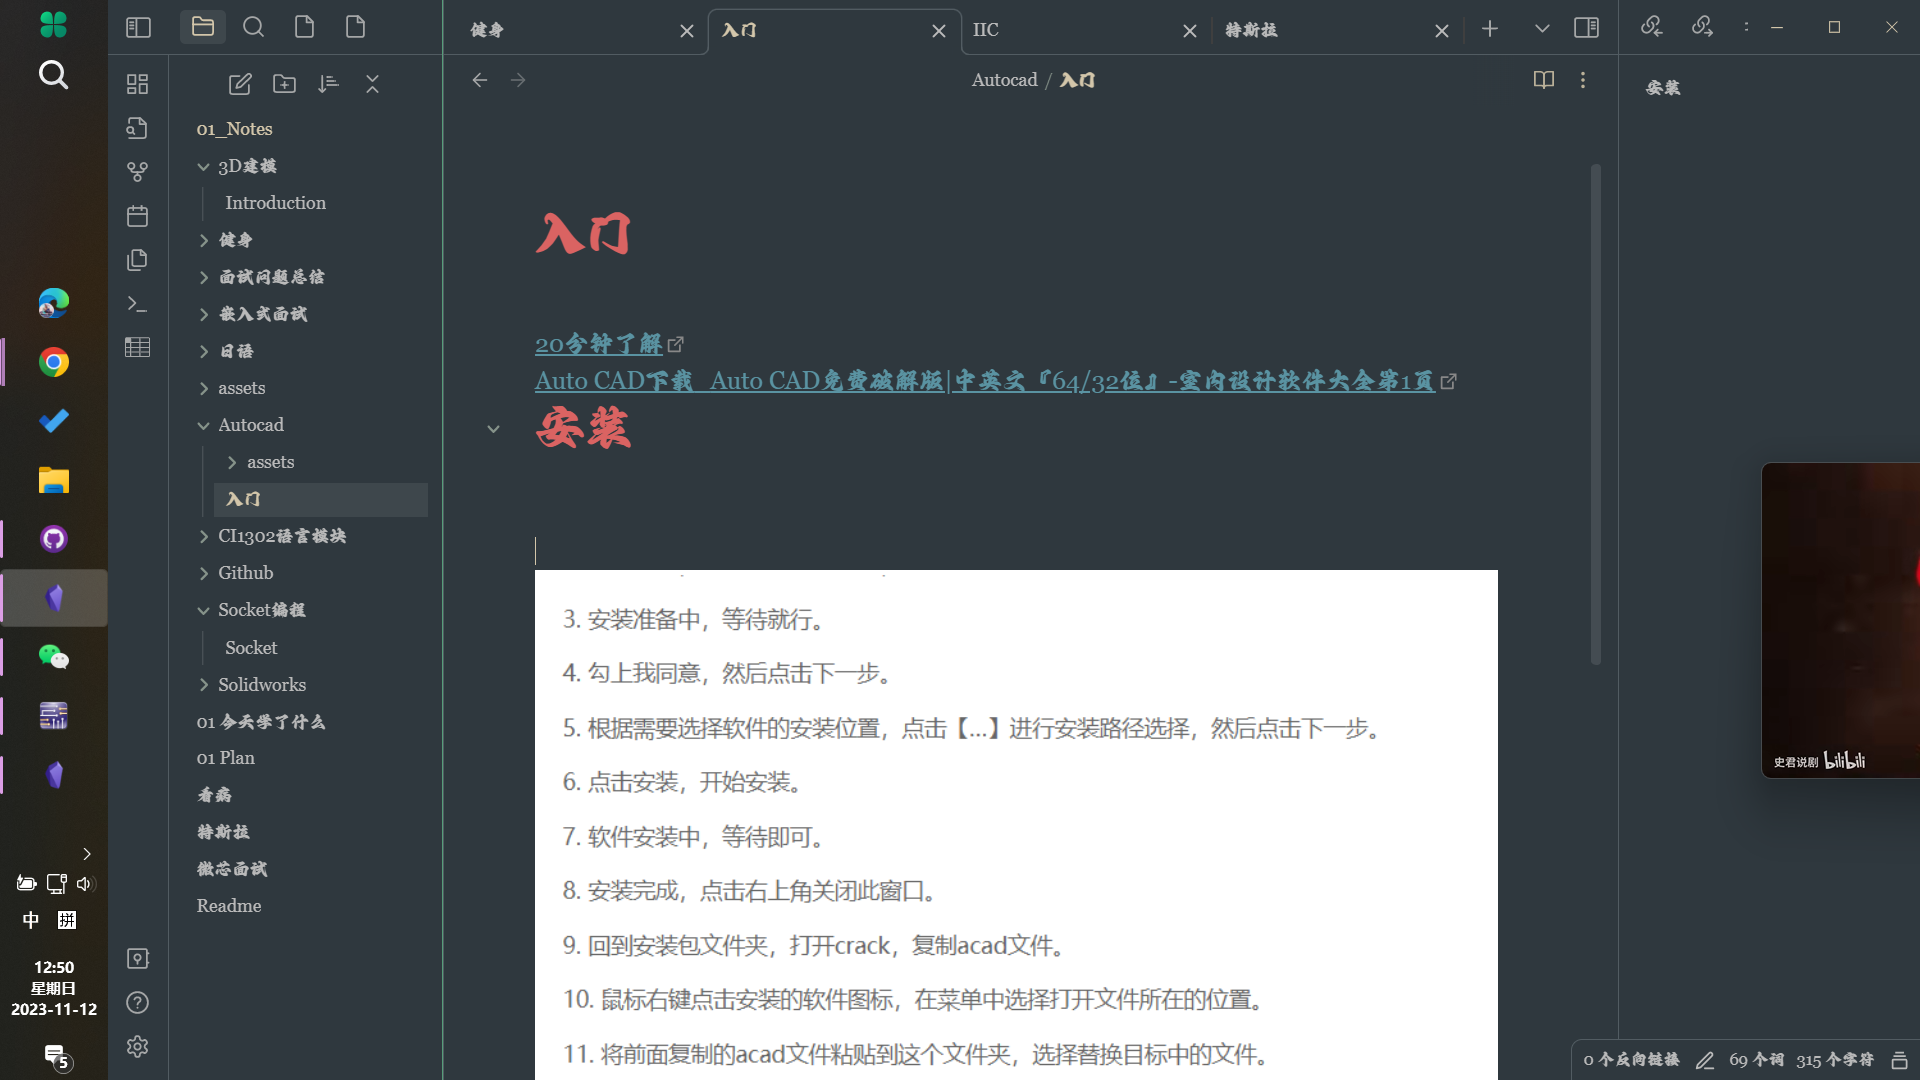 健身
入门
IIC
特斯拉
Autocad / 入门
安装
01_Notes
3D建模
Introduction
健身
面试问题总结
嵌入式面试
日语
assets
Autocad
assets
入门
CI1302语言模块
Github
Socket编程
Socket
Solidworks
01 今天学了什么
01 Plan
看病
特斯拉
微芯面试
Readme
入门
20分钟了解
Auto CAD下载_Auto CAD免费破解版|中英文『64/32位』-室内设计软件大全第1页
安装
3. 安装准备中，等待就行。
4. 勾上我同意，然后点击下一步。
5. 根据需要选择软件的安装位置，点击【...】进行安装路径选择，然后点击下一步。
6. 点击安装，开始安装。
7. 软件安装中，等待即可。
8. 安装完成，点击右上角关闭此窗口。
9. 回到安装包文件夹，打开crack，复制acad文件。
10. 鼠标右键点击安装的软件图标，在菜单中选择打开文件所在的位置。
11. 将前面复制的acad文件粘贴到这个文件夹，选择替换目标中的文件。
史君说剧 bilibili
0 个反向链接 69 个词 315 个字符
中 拼
12:50
星期日
2023-11-12
5